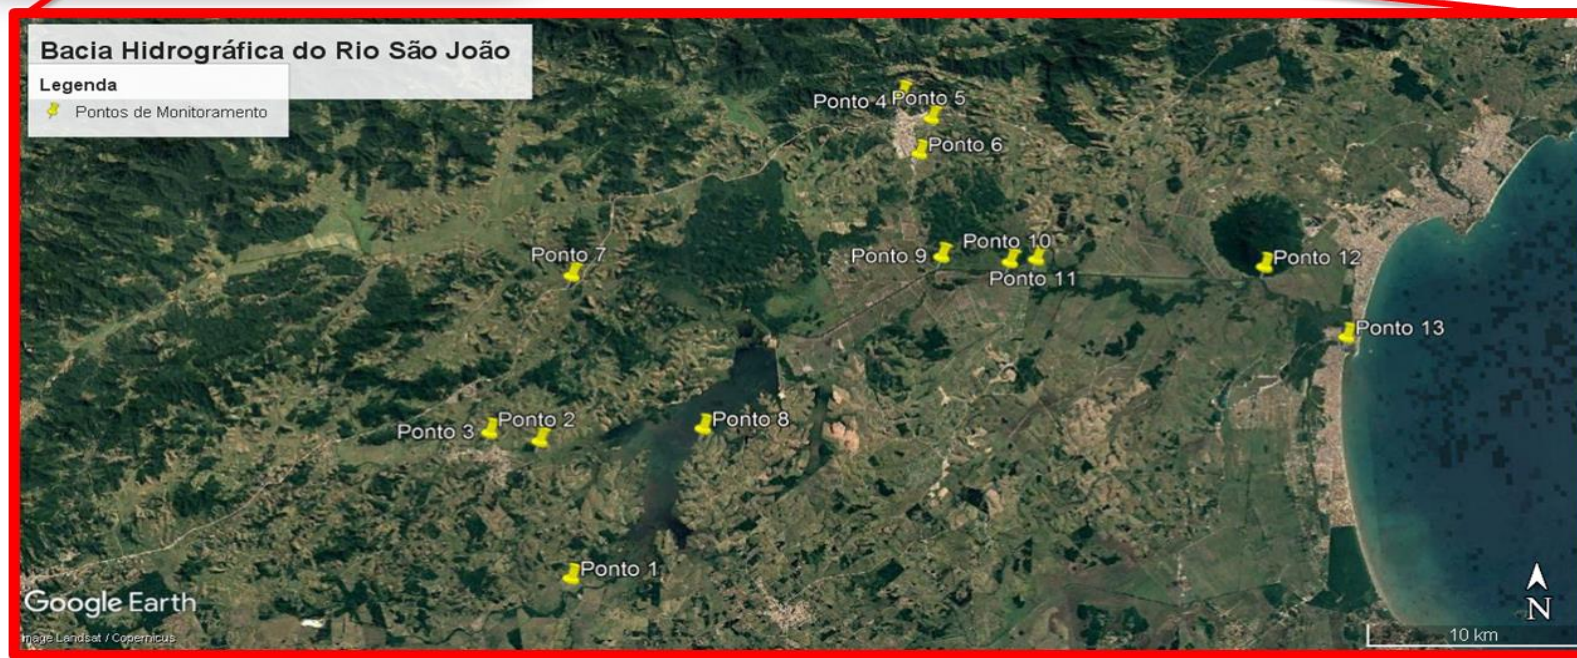 Bacia Hidrográfica do Rio São João
Legenda
Pontos de Monitoramento
Ponto 4
Ponto 5
Ponto 6
Ponto 7
Ponto 9
Ponto 10
Ponto 11
Ponto 12
Ponto 13
Ponto 3
Ponto 2
Ponto 8
Ponto 1
Google Earth
Image Landsat / Copernicus
N
10 km